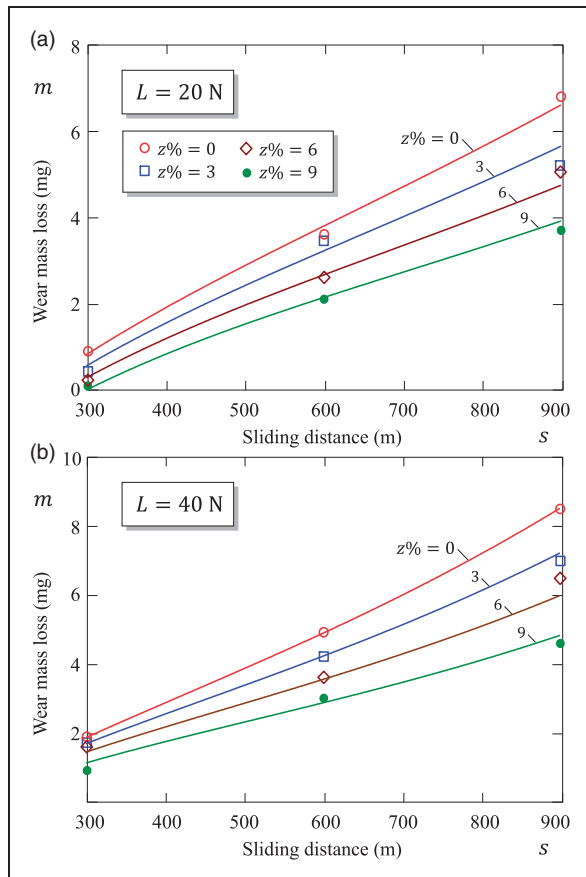 (a)
8
m
L = 20 N
6
z% = 0
z% = 6
z% = 3
z% = 9
z% = 0
3
6
9
4
2
0
Wear mass loss (mg)
300 400 500 600 700 800 900
Sliding distance (m) s
(b)
10
m
L = 40 N
8
z% = 0
3
6
9
6
4
2
Wear mass loss (mg)
300 400 500 600 700 800 900
Sliding distance (m) s